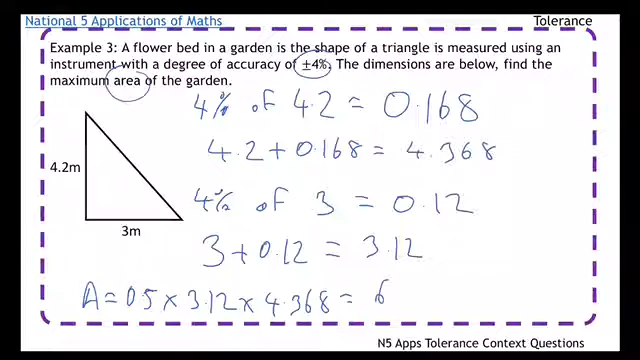 National 5 Applications of Maths
Tolerance
Example 3: A flower bed in a garden is the shape of a triangle is measured using an
instrument with a degree of accuracy of ±4%. The dimensions are below, find the
maximum area of the garden.
4% of 4.2 = 0.168
4.2 + 0.168 = 4.368
4.2m
4% of 3 = 0.12
3m
3 + 0.12 = 3.12
A = 0.5 × 3.12 × 4.368 = 6
N5 Apps Tolerance Context Questions